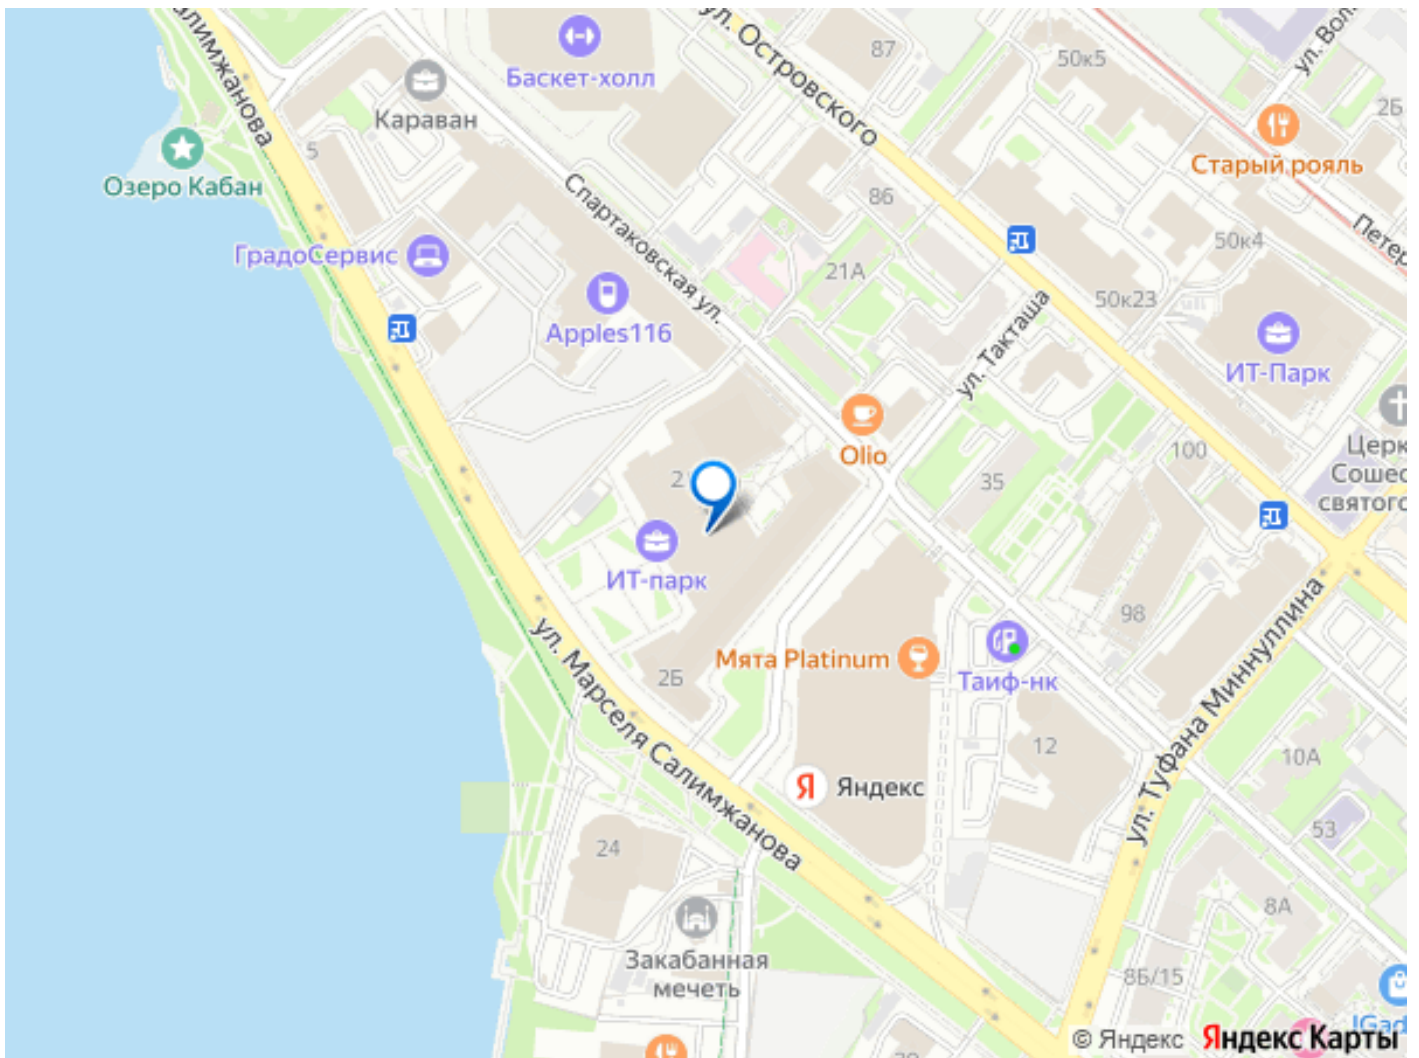 ул. Островского
87
50к5
2Б
Баскет-холл
Караван
5
Старый рояль
Озеро Кабан
Салимжанова
Спартаковская ул.
86
50к4
ГрадоСервис
21А
50к23
Apples116
ул. Такташа
ИТ-Парк
Olio
100
35
2
ИТ-парк
98
ул. Марселя Салимжанова
2Б
Мята Platinum
Таиф-нк
ул. Туфана Миннуллина
12
10А
Яндекс
53
24
8А
Закабанная
мечеть
8Б/15
© Яндекс
Яндекс Карты